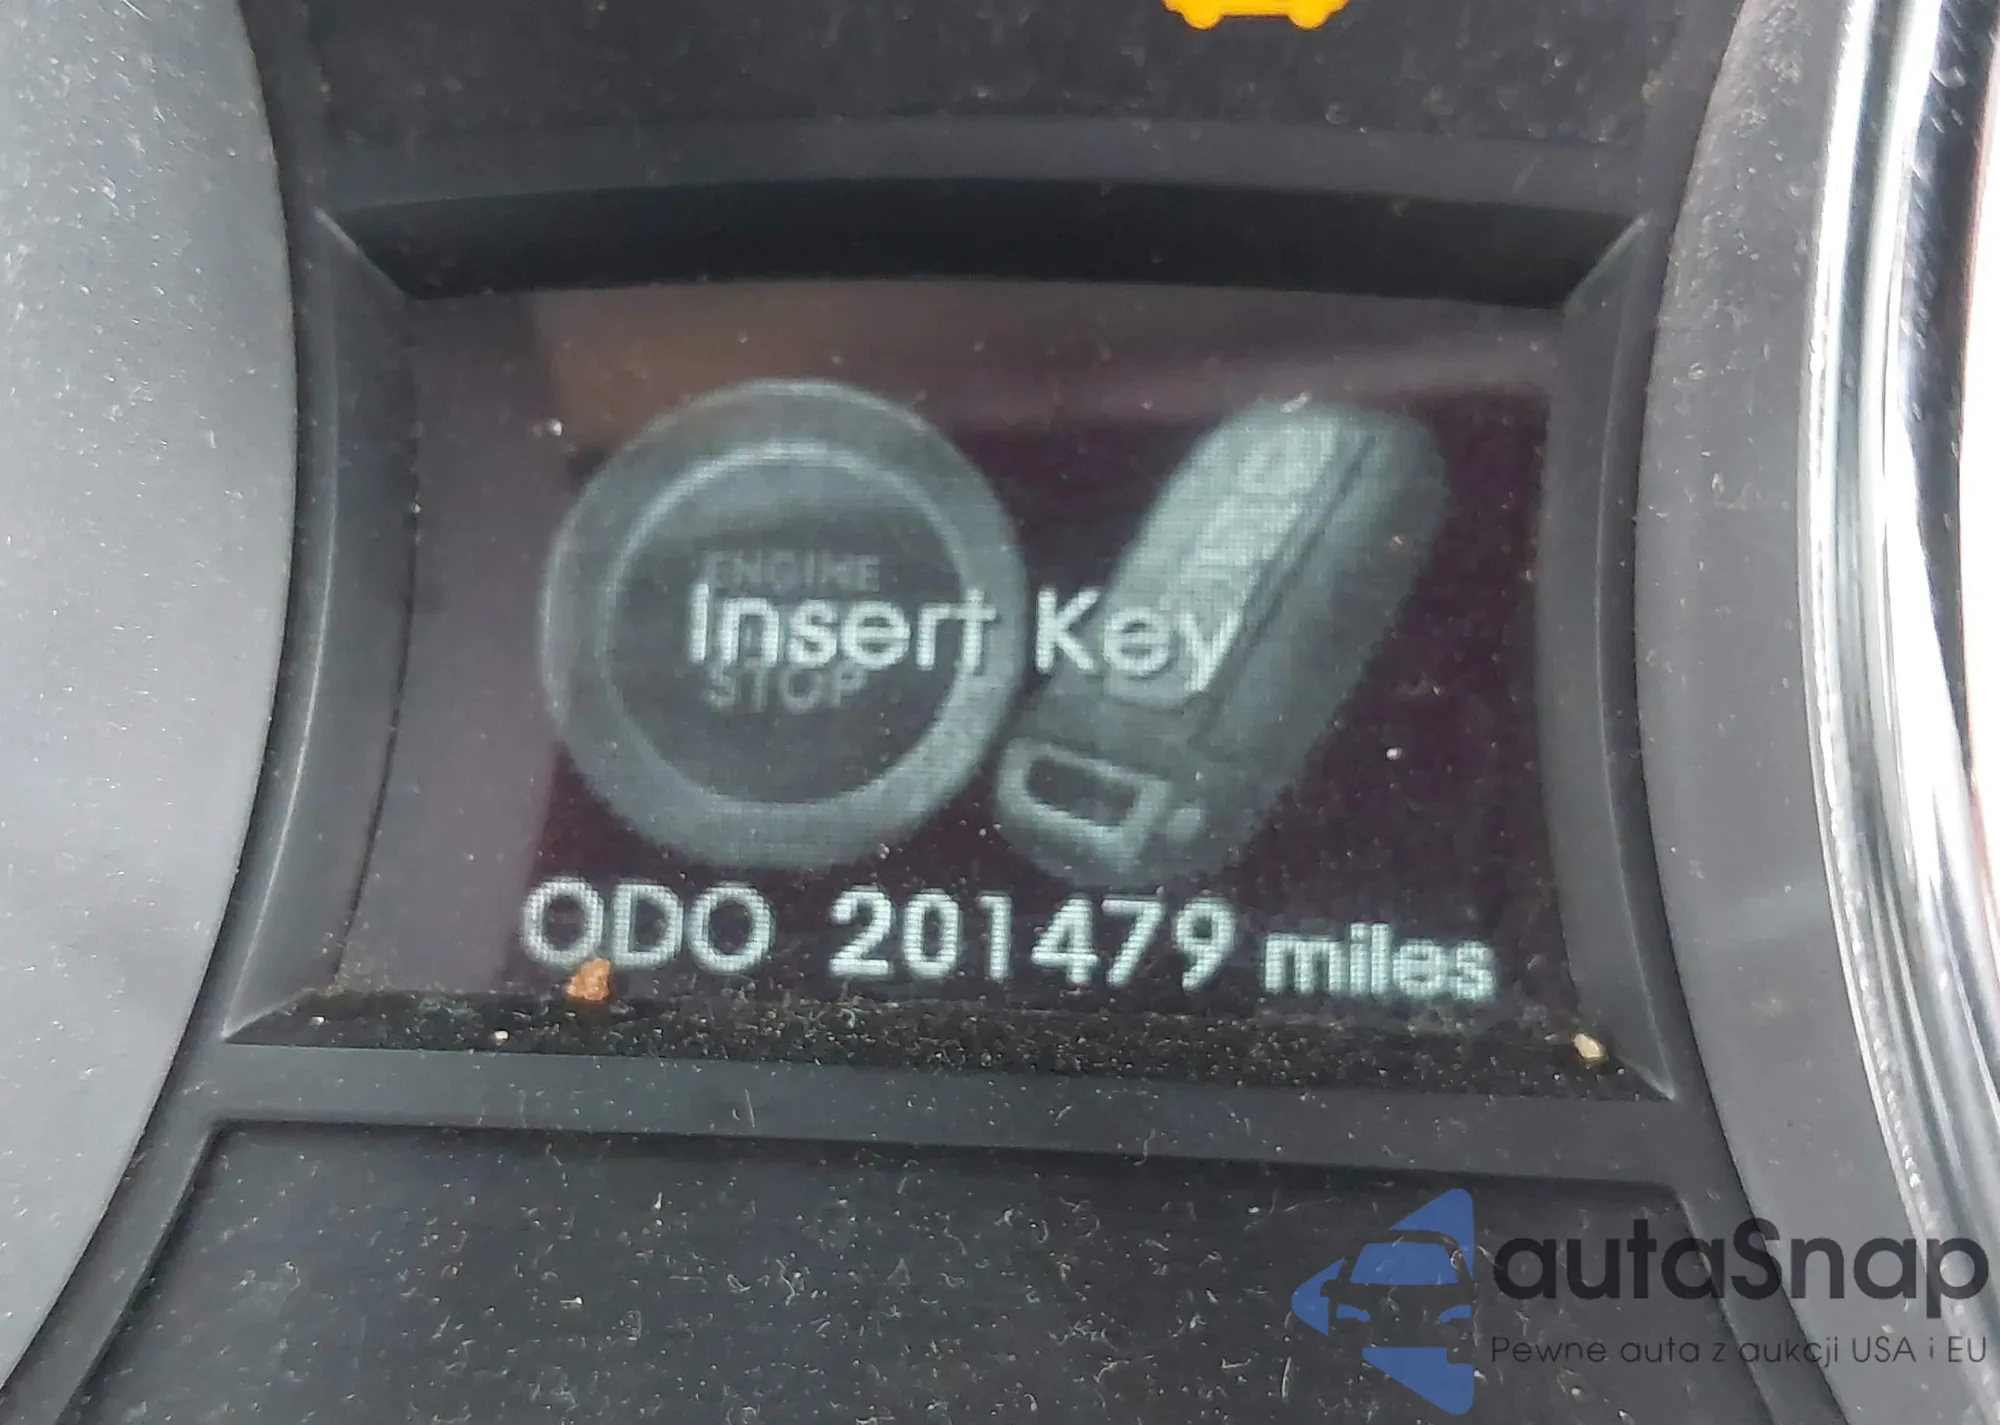 ENGINE
Insert Key
STOP
ODO 201479 miles
autaSnap
Pewne auta z aukcji USA i EU